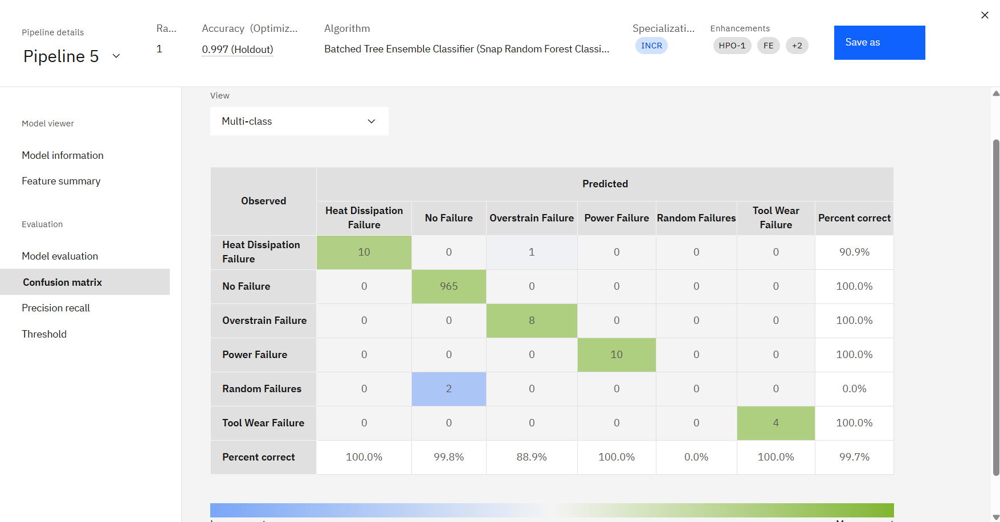 Pipeline details
Pipeline 5
Ra...
1
Accuracy (Optimiz...
0.997 (Holdout)
Algorithm
Batched Tree Ensemble Classifier (Snap Random Forest Classi...
Specializati...
INCR
Enhancements
HPO-1 FE +2
Save as
Model viewer
Model information
Feature summary
Evaluation
Model evaluation
Confusion matrix
Precision recall
Threshold
View
Multi-class
Observed
Predicted
Heat Dissipation
Failure
No Failure
Overstrain Failure
Power Failure
Random Failures
Tool Wear
Failure
Percent correct
Heat Dissipation
Failure
10 0 1 0 0 0 90.9%
No Failure 0 965 0 0 0 0 100.0%
Overstrain Failure 0 0 8 0 0 0 100.0%
Power Failure 0 0 0 10 0 0 100.0%
Random Failures 0 2 0 0 0 0 0.0%
Tool Wear Failure 0 0 0 0 0 4 100.0%
Percent correct 100.0% 99.8% 88.9% 100.0% 0.0% 100.0% 99.7%